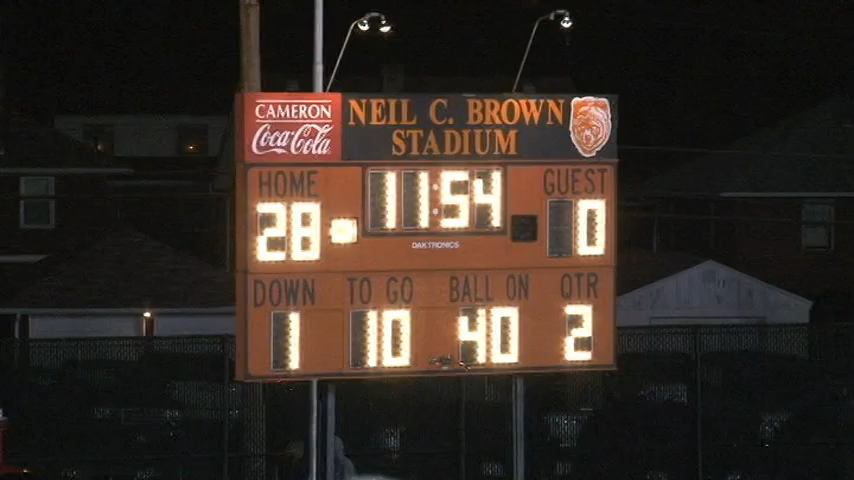 CAMERON
Coca-Cola
NEIL C. BROWN
STADIUM
HOME 11:54 GUEST
28 0
DAKTRONICS
DOWN TO GO BALL ON QTR
1 10 40 2